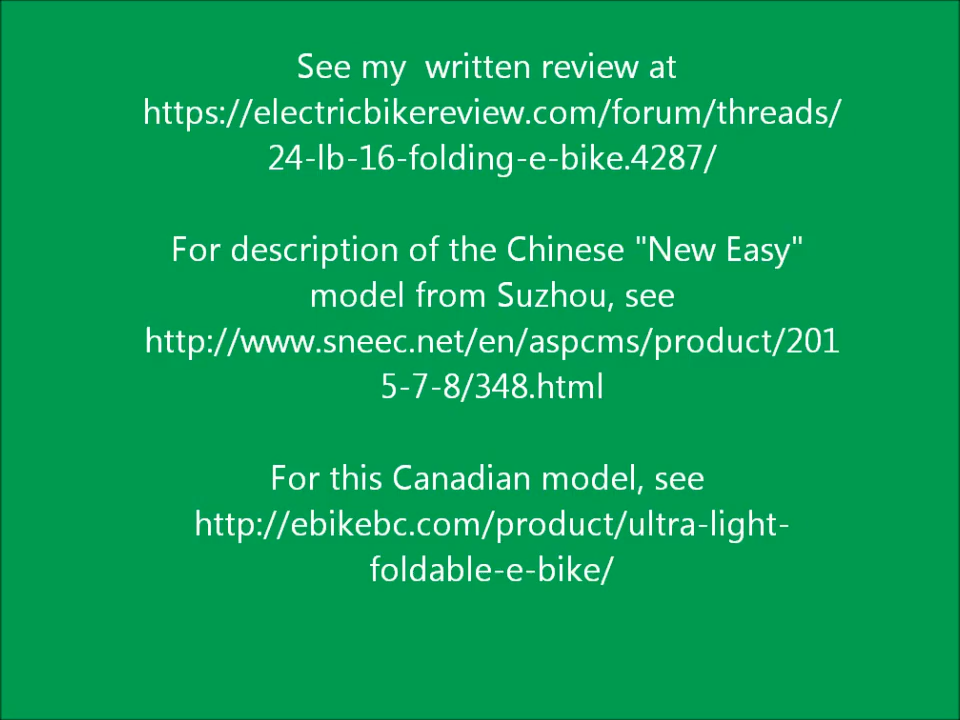 See my  written review at
https://electricbikereview.com/forum/threads/
24-lb-16-folding-e-bike.4287/
For description of the Chinese "New Easy"
model from Suzhou, see
http://www.sneec.net/en/aspcms/product/201
5-7-8/348.html
For this Canadian model, see
http://ebikebc.com/product/ultra-light-
foldable-e-bike/